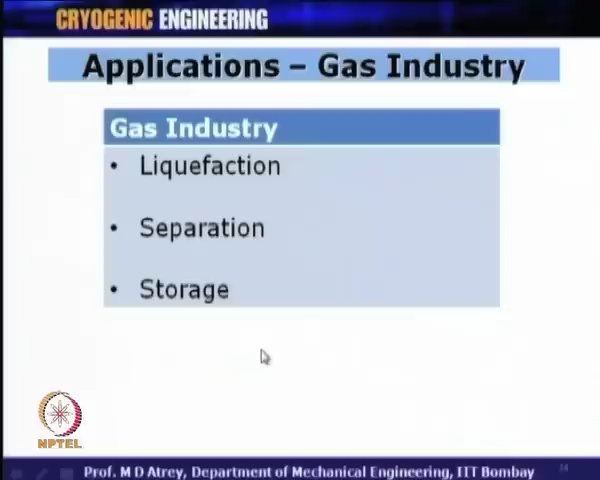 CRYOGENIC ENGINEERING
Applications – Gas Industry
Gas Industry
• Liquefaction
• Separation
• Storage
NPTEL
Prof. M D Atrey, Department of Mechanical Engineering, IIT Bombay